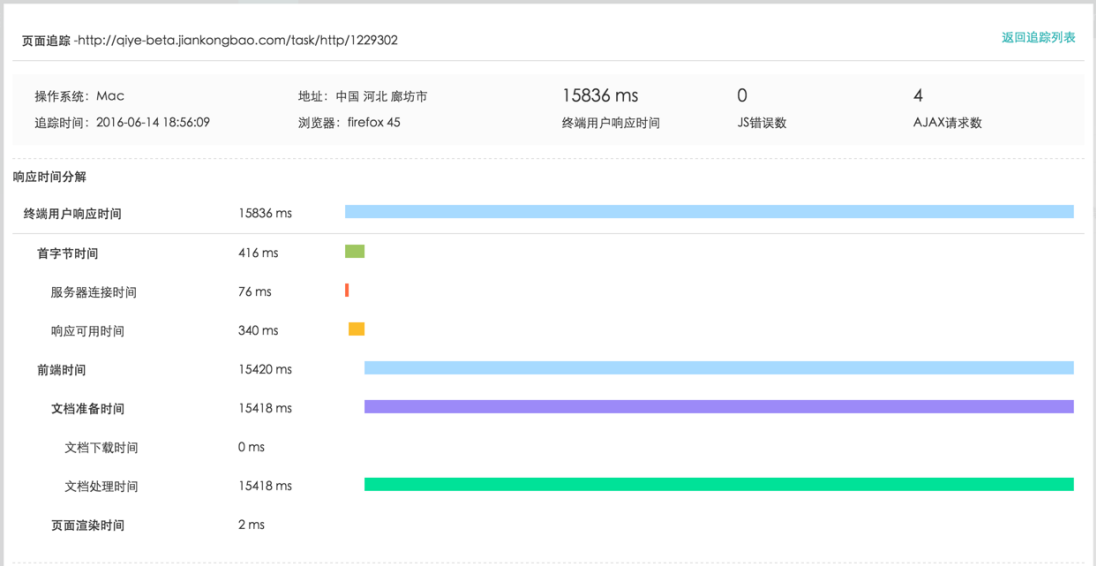 页面追踪 -http://qiye-beta.jiankongbao.com/task/http/1229302 返回追踪列表
操作系统：Mac 地址：中国 河北 廊坊市 15836 ms 0 4
追踪时间：2016-06-14 18:56:09 浏览器：firefox 45 终端用户响应时间 JS错误数 AJAX请求数
响应时间分解
终端用户响应时间 15836 ms
首字节时间 416 ms
服务器连接时间 76 ms
响应可用时间 340 ms
前端时间 15420 ms
文档准备时间 15418 ms
文档下载时间 0 ms
文档处理时间 15418 ms
页面渲染时间 2 ms